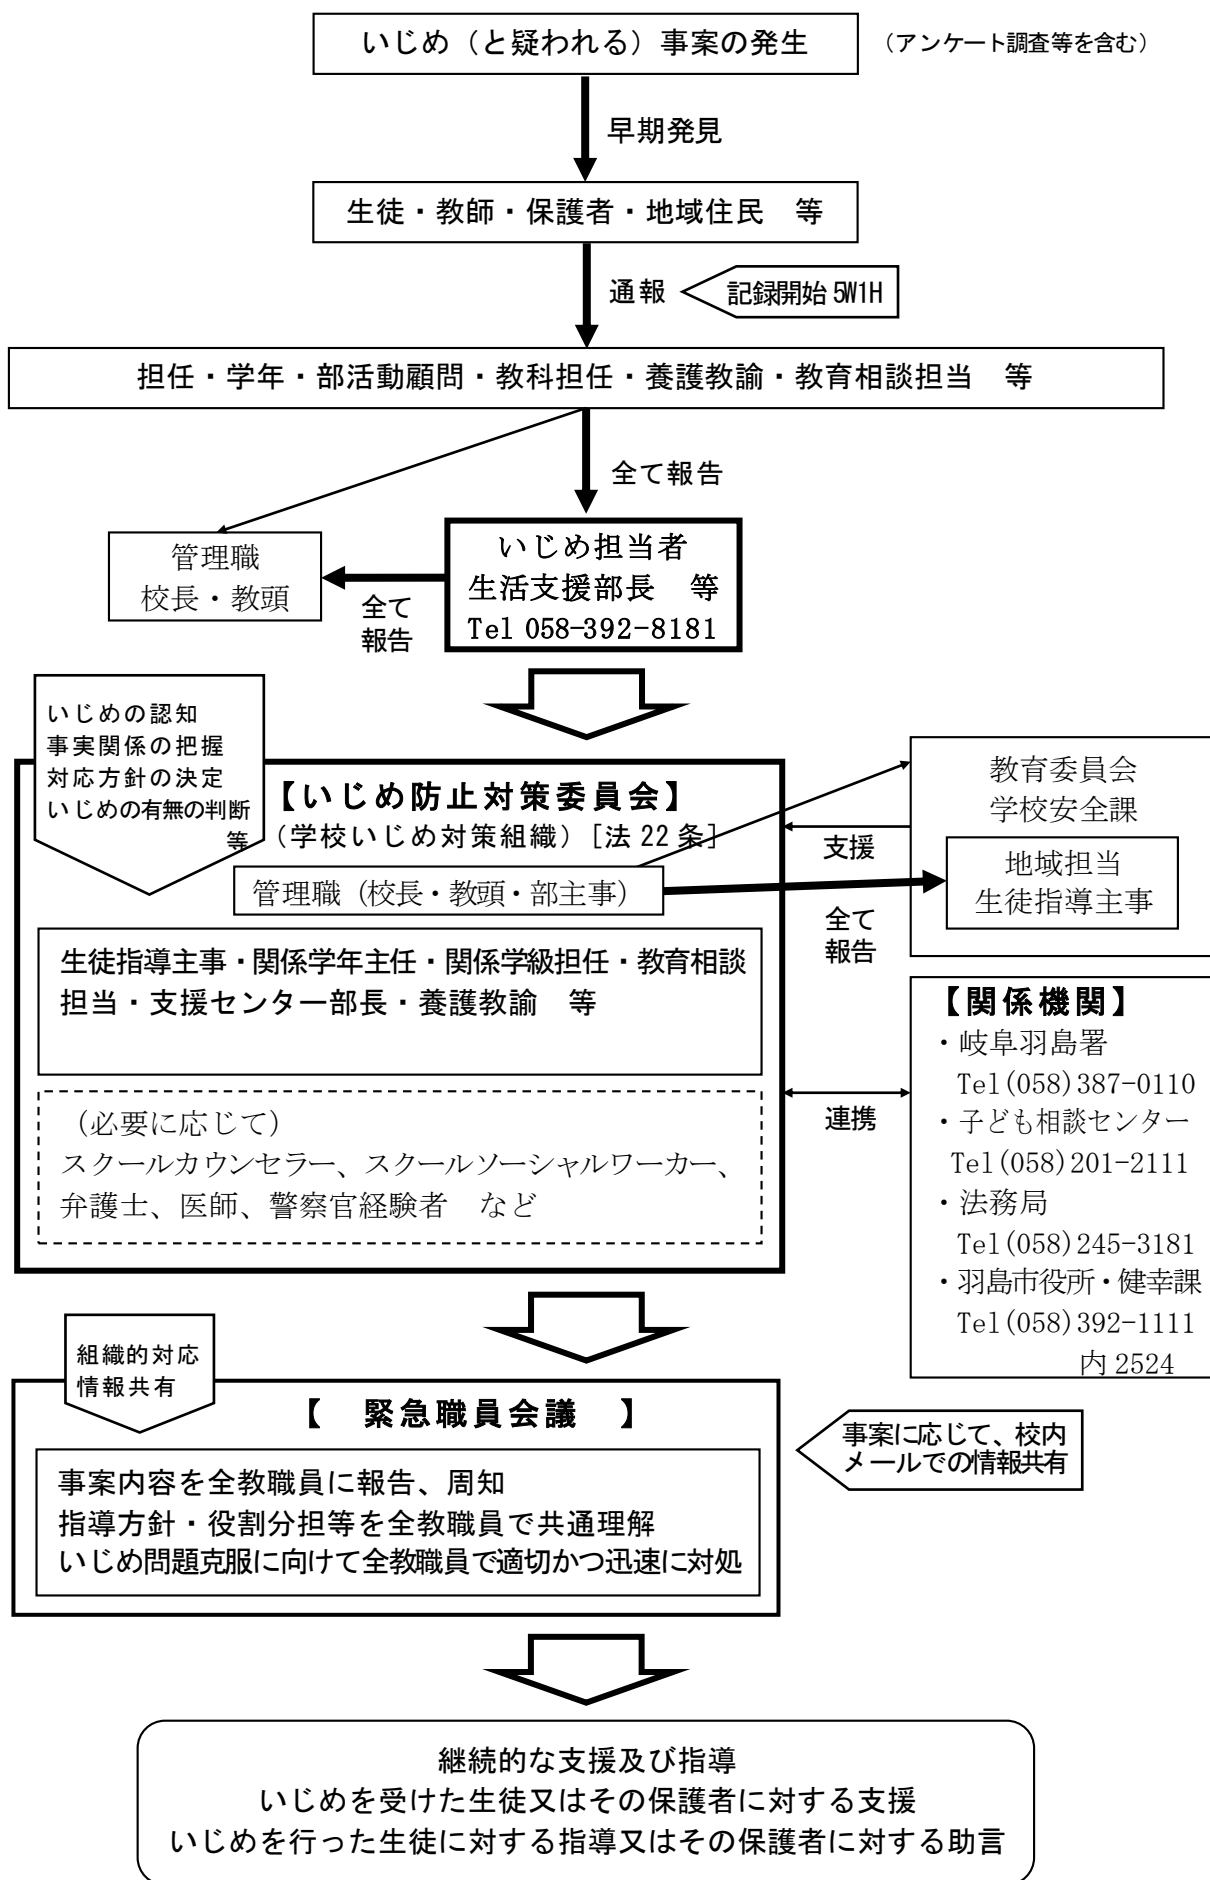 いじめ（と疑われる）事案の発生
（アンケート調査等を含む）
早期発見
生徒・教師・保護者・地域住民　等
通報
記録開始 5W1H
担任・学年・部活動顧問・教科担任・養護教諭・教育相談担当　等
全て報告
管理職
校長・教頭
全て
報告
いじめ担当者
生活支援部長　等
Tel 058-392-8181
いじめの認知
事実関係の把握
対応方針の決定
いじめの有無の判断
等
【いじめ防止対策委員会】
（学校いじめ対策組織）[法 22 条]
管理職（校長・教頭・部主事）
生徒指導主事・関係学年主任・関係学級担任・教育相談
担当・支援センター部長・養護教諭　等
（必要に応じて）
スクールカウンセラー、スクールソーシャルワーカー、
弁護士、医師、警察官経験者　など
支援
全て
報告
連携
教育委員会
学校安全課
地域担当
生徒指導主事
【関係機関】
・岐阜羽島署
Tel(058)387-0110
・子ども相談センター
Tel(058)201-2111
・法務局
Tel(058)245-3181
・羽島市役所・健幸課
Tel(058)392-1111
内 2524
組織的対応
情報共有
【　緊急職員会議　】
事案内容を全教職員に報告、周知
指導方針・役割分担等を全教職員で共通理解
いじめ問題克服に向けて全教職員で適切かつ迅速に対処
事案に応じて、校内
メールでの情報共有
継続的な支援及び指導
いじめを受けた生徒又はその保護者に対する支援
いじめを行った生徒に対する指導又はその保護者に対する助言